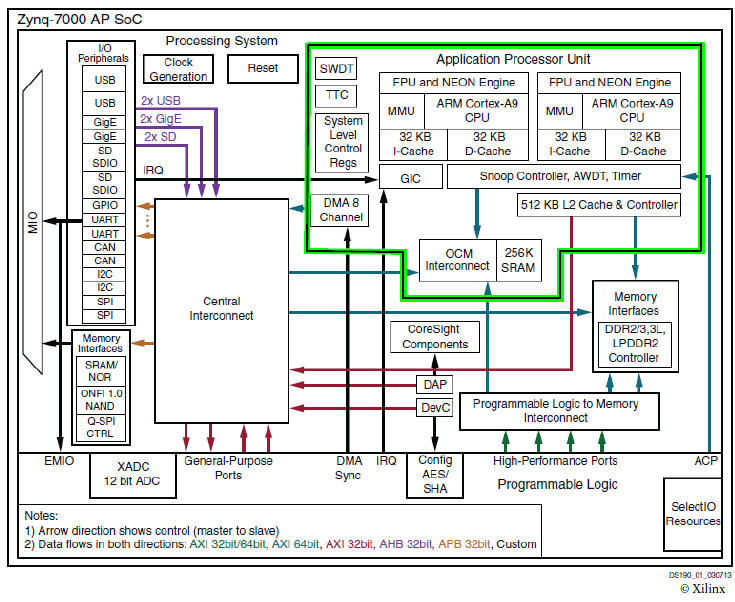 Zynq-7000 AP SoC
Processing System
I/O
Peripherals
USB
USB
GigE
GigE
SD
SDIO
SD
SDIO
GPIO
UART
UART
CAN
CAN
I2C
I2C
SPI
SPI
MIO
Clock
Generation
Reset
2x USB
2x GigE
2x SD
IRQ
Application Processor Unit
SWDT
TTC
System
Level
Control
Regs
FPU and NEON Engine
MMU
ARM Cortex-A9
CPU
32 KB
I-Cache
32 KB
D-Cache
FPU and NEON Engine
MMU
ARM Cortex-A9
CPU
32 KB
I-Cache
32 KB
D-Cache
GIC
Snoop Controller, AWDT, Timer
DMA 8
Channel
512 KB L2 Cache & Controller
OCM
Interconnect
256K
SRAM
Central
Interconnect
Memory
Interfaces
DDR2/3,3L,
LPDDR2
Controller
Memory
Interfaces
SRAM/
NOR
ONFI 1.0
NAND
Q-SPI
CTRL
CoreSight
Components
DAP
DevC
Programmable Logic to Memory
Interconnect
EMIO
XADC
12 bit ADC
General-Purpose
Ports
DMA
Sync
IRQ
Config
AES/
SHA
High-Performance Ports
ACP
Programmable Logic
SelectIO
Resources
Notes:
1) Arrow direction shows control (master to slave)
2) Data flows in both directions: AXI 32bit/64bit, AXI 64bit, AXI 32bit, AHB 32bit, APB 32bit, Custom
DS190_01_030713
© Xilinx